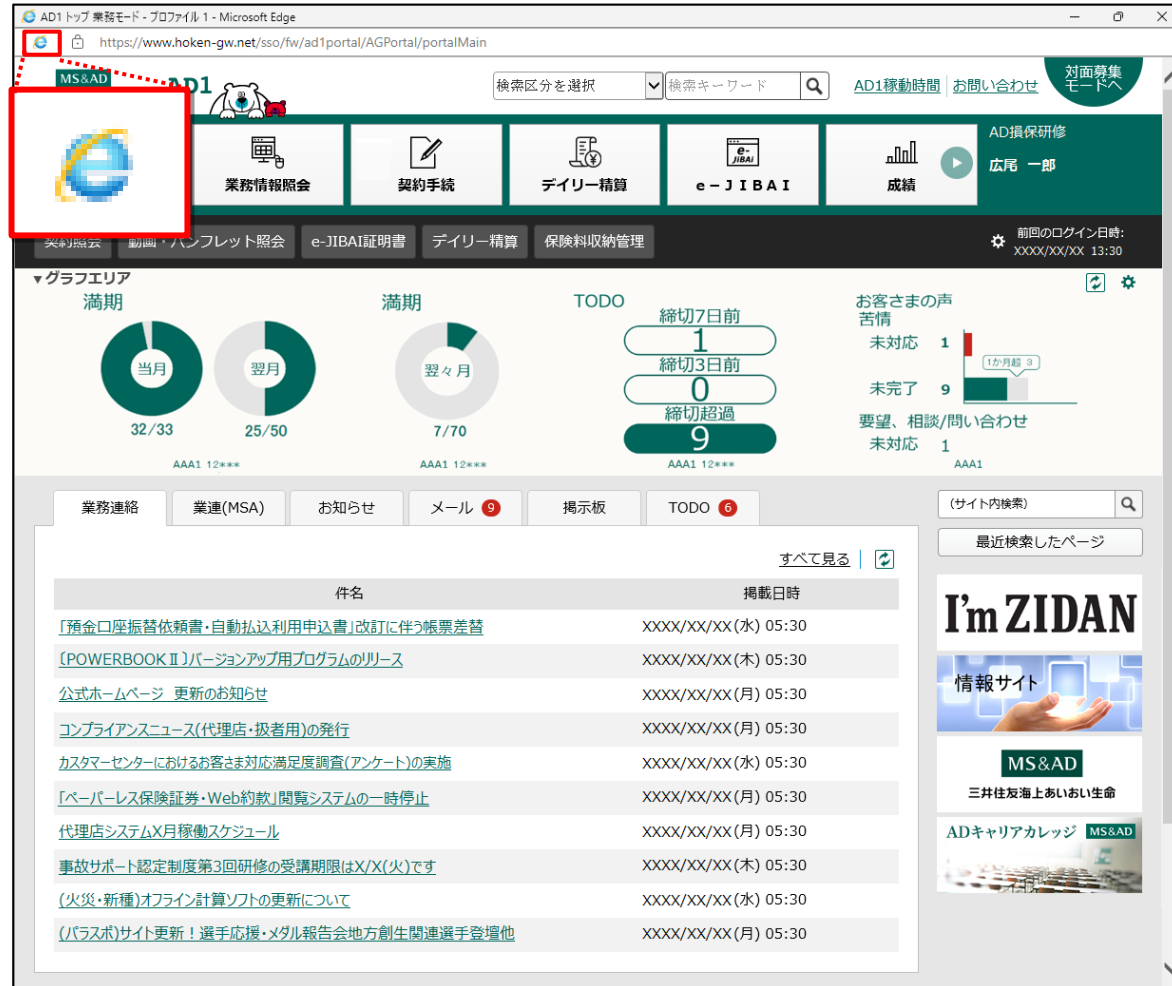 AD1 トップ 業務モード - プロファイル 1 - Microsoft Edge
https://www.hoken-gw.net/sso/fw/ad1portal/AGPortal/portalMain
MS&AD
AD1
検索区分を選択
検索キーワード
AD1稼動時間
お問い合わせ
対面募集
モードへ
業務情報照会
契約手続
デイリー精算
e-
JIBAI
e-JIBAI
成績
AD損保研修
広尾 一郎
契約照会
動画・パンフレット照会
e-JIBAI証明書
デイリー精算
保険料収納管理
前回のログイン日時:
XXXX/XX/XX 13:30
▼グラフエリア
満期
当月
翌月
32/33
25/50
AAA1 12***
満期
翌々月
7/70
AAA1 12***
TODO
締切7日前
1
締切3日前
0
締切超過
9
AAA1 12***
お客さまの声
苦情
未対応 1
1か月超 3
未完了 9
要望、相談/問い合わせ
未対応 1
AAA1
業務連絡
業連(MSA)
お知らせ
メール 9
掲示板
TODO 6
(サイト内検索)
最近検索したページ
すべて見る
件名 掲載日時
「預金口座振替依頼書・自動払込利用申込書」改訂に伴う帳票差替 XXXX/XX/XX(水) 05:30
〔POWERBOOKⅡ〕バージョンアップ用プログラムのリリース XXXX/XX/XX(木) 05:30
公式ホームページ 更新のお知らせ XXXX/XX/XX(月) 05:30
コンプライアンスニュース(代理店・扱者用)の発行 XXXX/XX/XX(月) 05:30
カスタマーセンターにおけるお客さま対応満足度調査(アンケート)の実施 XXXX/XX/XX(水) 05:30
「ペーパーレス保険証券・Web約款」閲覧システムの一時停止 XXXX/XX/XX(月) 05:30
代理店システムX月稼働スケジュール XXXX/XX/XX(月) 05:30
事故サポート認定制度第3回研修の受講期限はX/X(火)です XXXX/XX/XX(木) 05:30
(火災・新種)オフライン計算ソフトの更新について XXXX/XX/XX(水) 05:30
(パラスポ)サイト更新！選手応援・メダル報告会地方創生関連選手登壇他 XXXX/XX/XX(月) 05:30
I'm ZIDAN
情報サイト
MS&AD
三井住友海上あいおい生命
ADキャリアカレッジ MS&AD